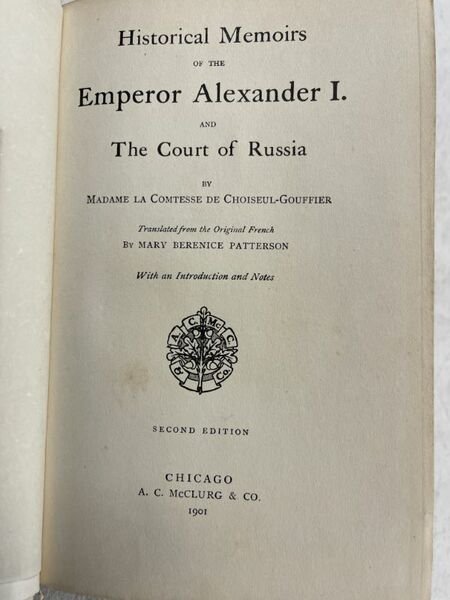 Historical Memoirs
OF THE
Emperor Alexander I.
AND
The Court of Russia
BY
MADAME LA COMTESSE DE CHOISEUL-GOUFFIER
Translated from the Original French
BY MARY BERENICE PATTERSON
With an Introduction and Notes
A. C. McC. & Co.
SECOND EDITION
CHICAGO
A. C. McCLURG & CO.
1901